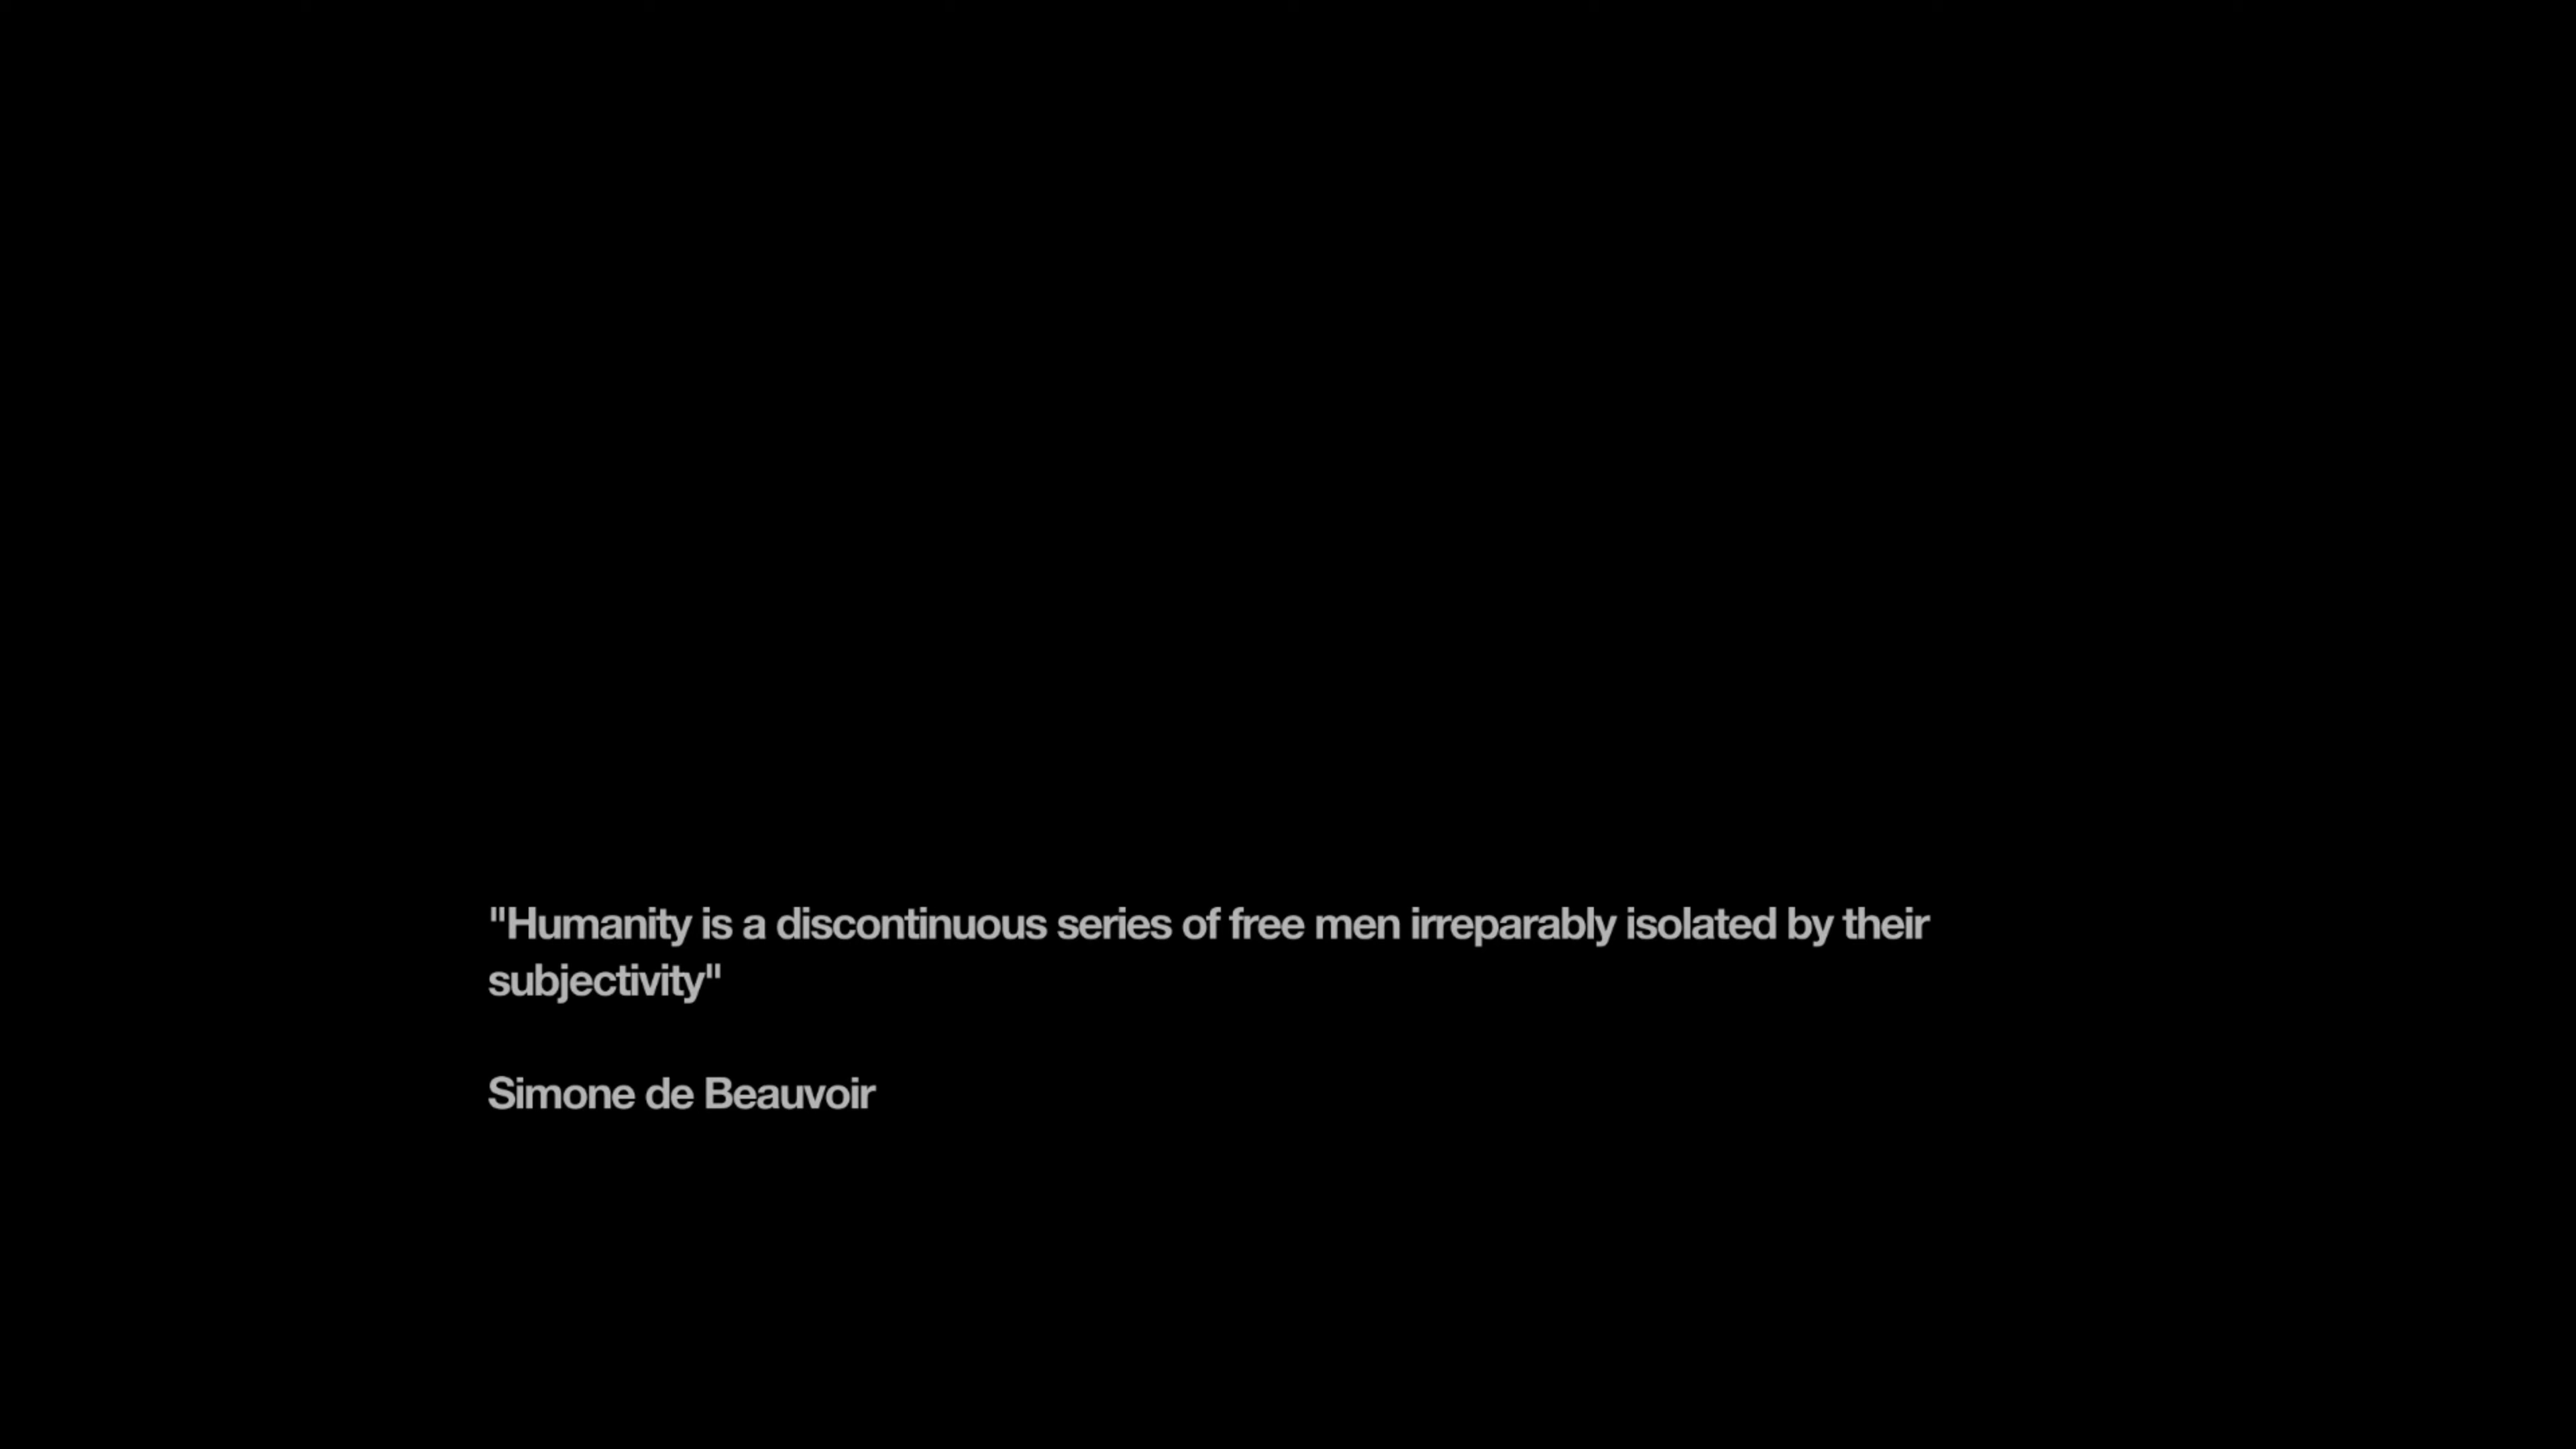 "Humanity is a discontinuous series of free men irreparably isolated by their
subjectivity"
Simone de Beauvoir